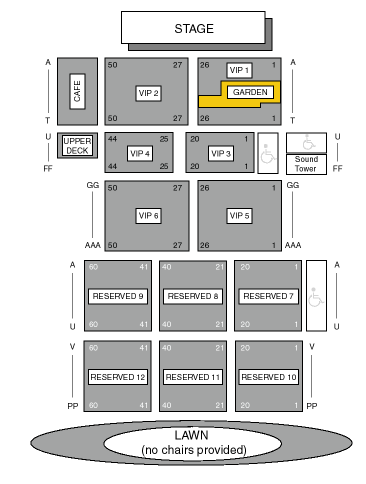 STAGE
A
50 27
26 1
A
VIP 1
CAFE
VIP 2
GARDEN
T
50 27
26 1
T
U
UPPER
DECK
44 25
20 1
U
VIP 4
VIP 3
Sound
Tower
FF
44 25
20 1
FF
GG
50 27
26 1
GG
VIP 6
VIP 5
AAA
50 27
26 1
AAA
A
60 41
40 21
20 1
A
RESERVED 9
RESERVED 8
RESERVED 7
U
60 41
40 21
20 1
U
V
60 41
40 21
20 1
V
RESERVED 12
RESERVED 11
RESERVED 10
PP
60 41
40 21
20 1
PP
LAWN
(no chairs provided)